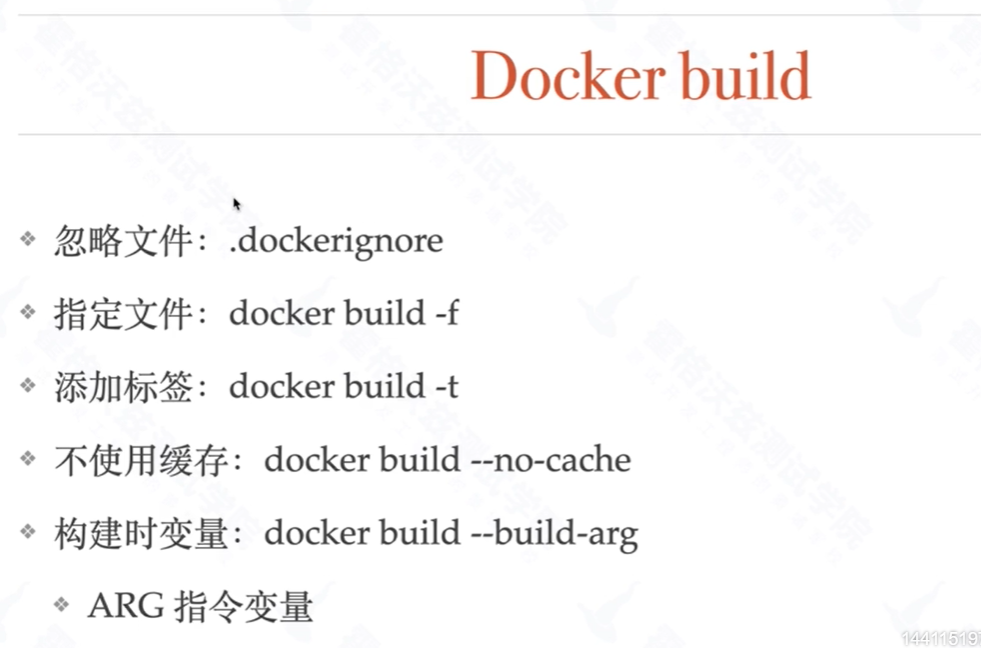 Docker build
忽略文件：.dockerignore
指定文件：docker build -f
添加标签：docker build -t
不使用缓存：docker build --no-cache
构建时变量：docker build --build-arg
ARG 指令变量
霍格沃兹测试学院